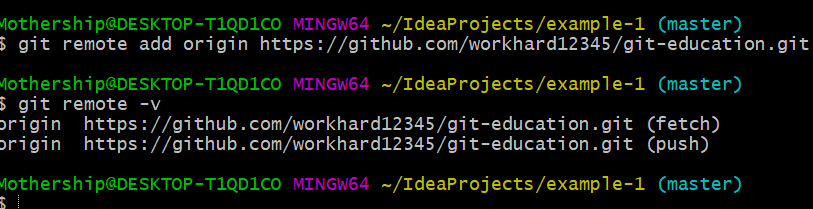 Mothership@DESKTOP-T1QD1CO MINGW64 ~/IdeaProjects/example-1 (master)
$ git remote add origin https://github.com/workhard12345/git-education.git
Mothership@DESKTOP-T1QD1CO MINGW64 ~/IdeaProjects/example-1 (master)
$ git remote -v
origin  https://github.com/workhard12345/git-education.git (fetch)
origin  https://github.com/workhard12345/git-education.git (push)
Mothership@DESKTOP-T1QD1CO MINGW64 ~/IdeaProjects/example-1 (master)
$